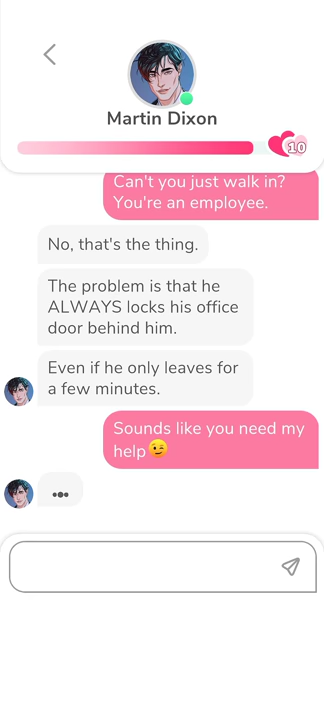 Martin Dixon
10
Can't you just walk in?
You're an employee.
No, that's the thing.
The problem is that he
ALWAYS locks his office
door behind him.
Even if he only leaves for
a few minutes.
Sounds like you need my
help😉